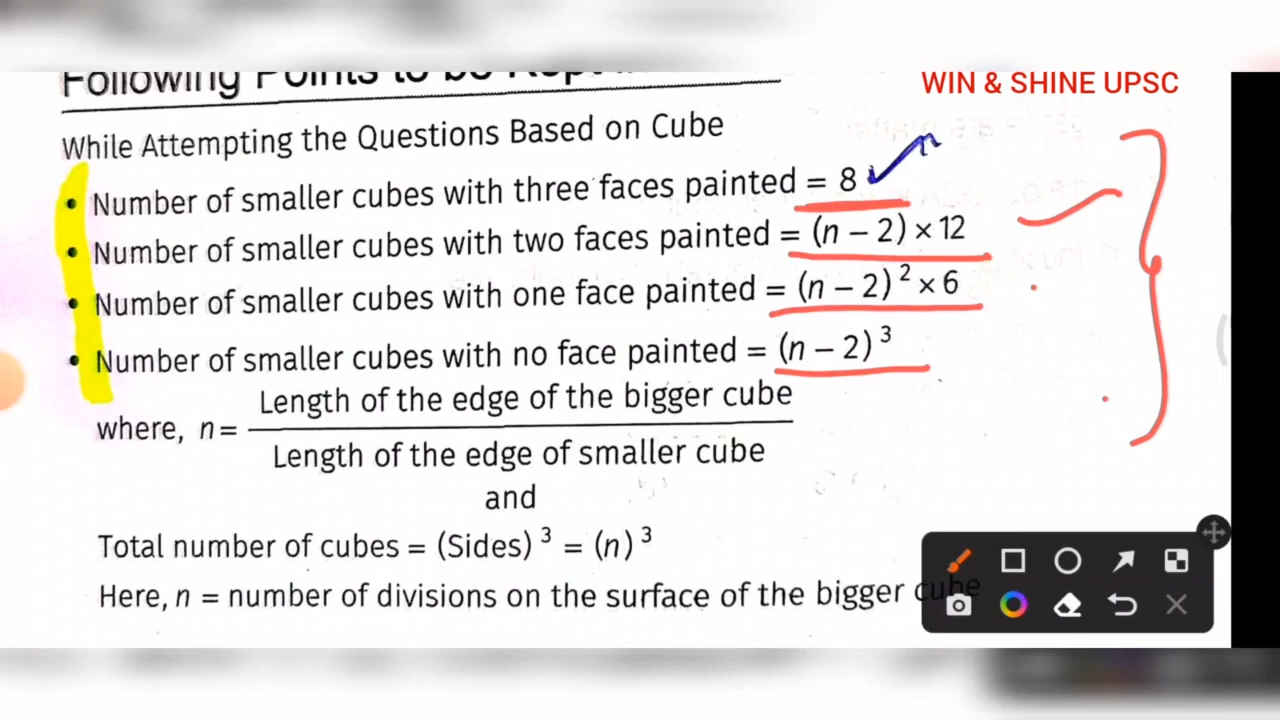 Following Points to be
WIN & SHINE UPSC
While Attempting the Questions Based on Cube
• Number of smaller cubes with three faces painted = 8
• Number of smaller cubes with two faces painted = (n − 2) × 12
• Number of smaller cubes with one face painted = (n − 2)² × 6
• Number of smaller cubes with no face painted = (n − 2)³
where, n = Length of the edge of the bigger cube
Length of the edge of smaller cube
and
Total number of cubes = (Sides)³ = (n)³
Here, n = number of divisions on the surface of the bigger cube